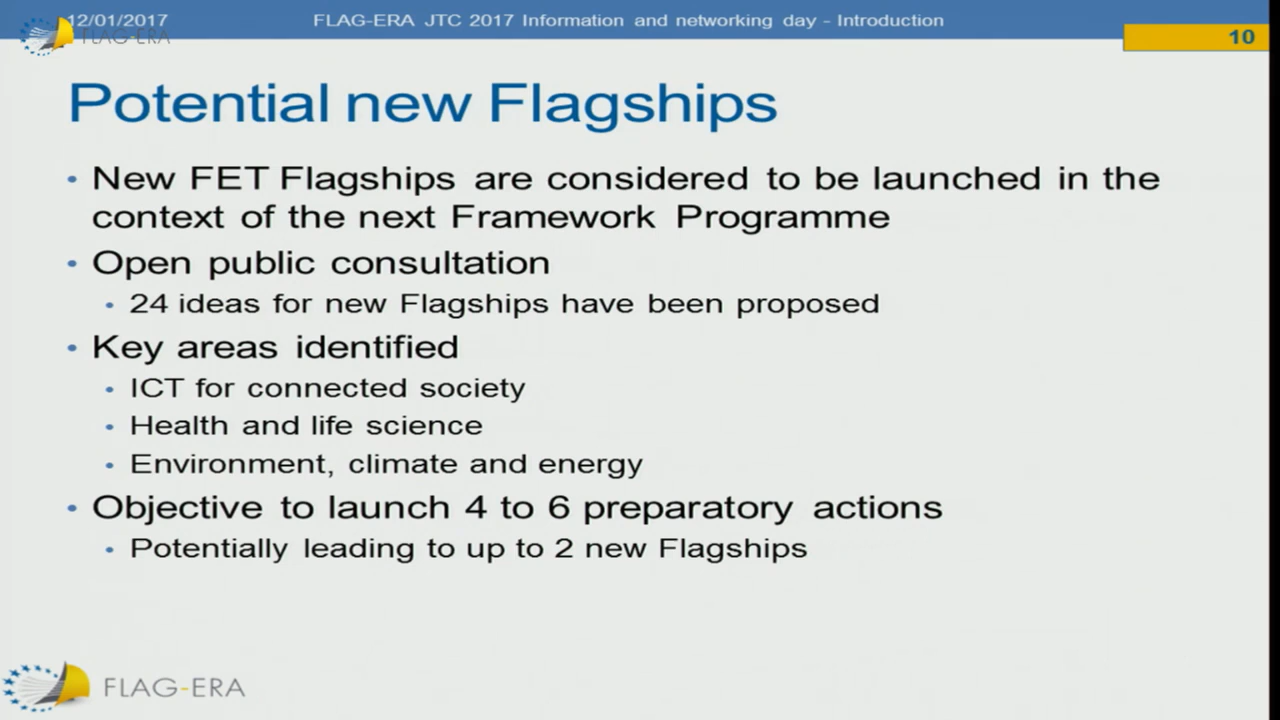 12/01/2017
FLAG-ERA JTC 2017 Information and networking day - Introduction
FLAG-ERA
10
Potential new Flagships
• New FET Flagships are considered to be launched in the
context of the next Framework Programme
• Open public consultation
• 24 ideas for new Flagships have been proposed
• Key areas identified
• ICT for connected society
• Health and life science
• Environment, climate and energy
• Objective to launch 4 to 6 preparatory actions
• Potentially leading to up to 2 new Flagships
FLAG-ERA